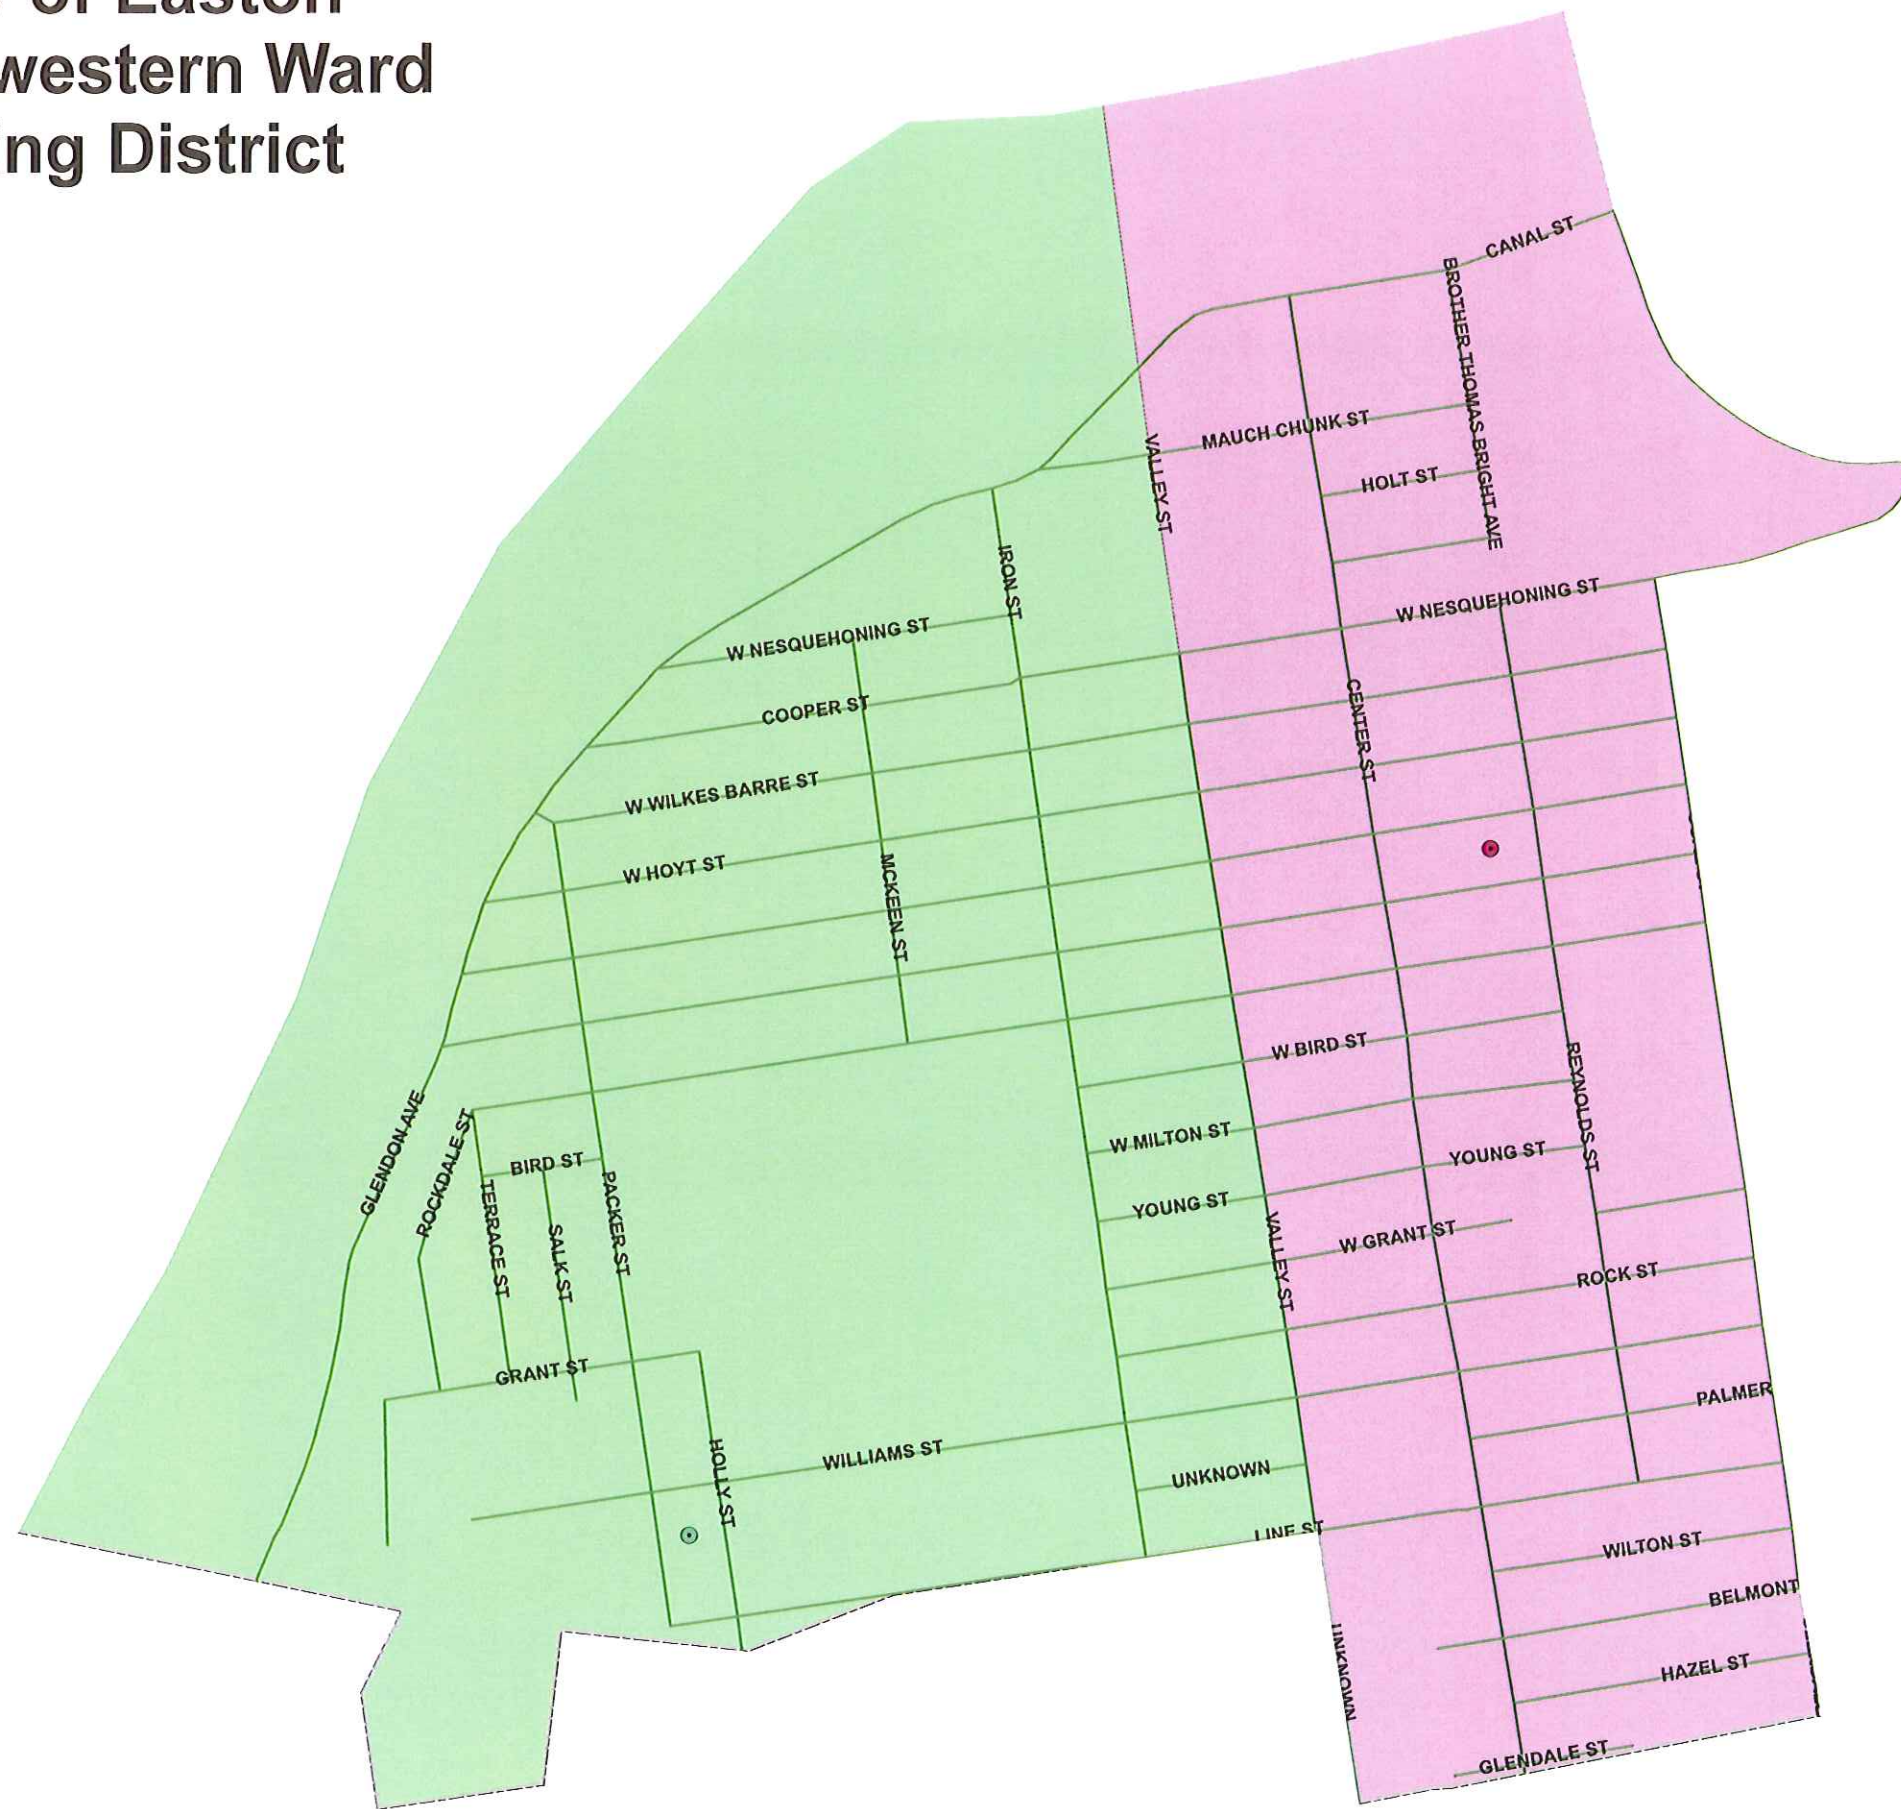 of Easton
western Ward
ing District
CANAL ST
BROTHER THOMAS BRIGHT AVE
MAUCH CHUNK ST
VALLEY ST
HOLT ST
IRON ST
W NESQUEHONING ST
W NESQUEHONING ST
COOPER ST
CENTER ST
W WILKES BARRE ST
W HOYT ST
MCKEEN ST
W BIRD ST
REYNOLDS ST
GLENDON AVE
ROCKDALE ST
W MILTON ST
YOUNG ST
BIRD ST
PACKER ST
TERRACE ST
SALK ST
YOUNG ST
VALLEY ST
W GRANT ST
ROCK ST
GRANT ST
PALMER
HOLLY ST
WILLIAMS ST
UNKNOWN
LINE ST
WILTON ST
BELMONT
UNKNOWN
HAZEL ST
GLENDALE ST